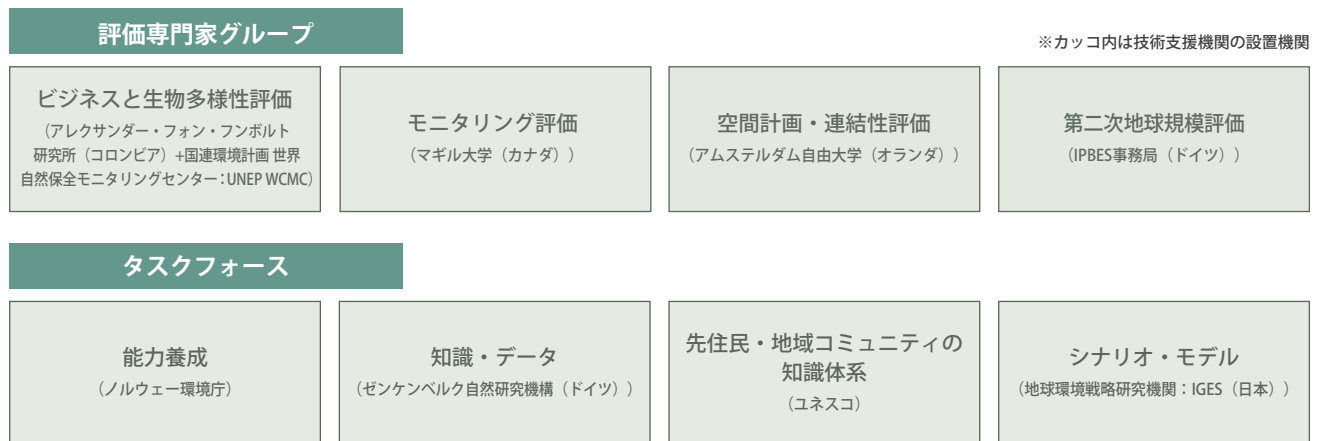 評価専門家グループ
※カッコ内は技術支援機関の設置機関
ビジネスと生物多様性評価
（アレクサンダー・フォン・フンボルト
研究所（コロンビア）+国連環境計画 世界
自然保全モニタリングセンター：UNEP WCMC）
モニタリング評価
（マギル大学（カナダ））
空間計画・連結性評価
（アムステルダム自由大学（オランダ））
第二次地球規模評価
（IPBES事務局（ドイツ））
タスクフォース
能力養成
（ノルウェー環境庁）
知識・データ
（ゼンケンベルク自然研究機構（ドイツ））
先住民・地域コミュニティの
知識体系
（ユネスコ）
シナリオ・モデル
（地球環境戦略研究機関：IGES（日本））